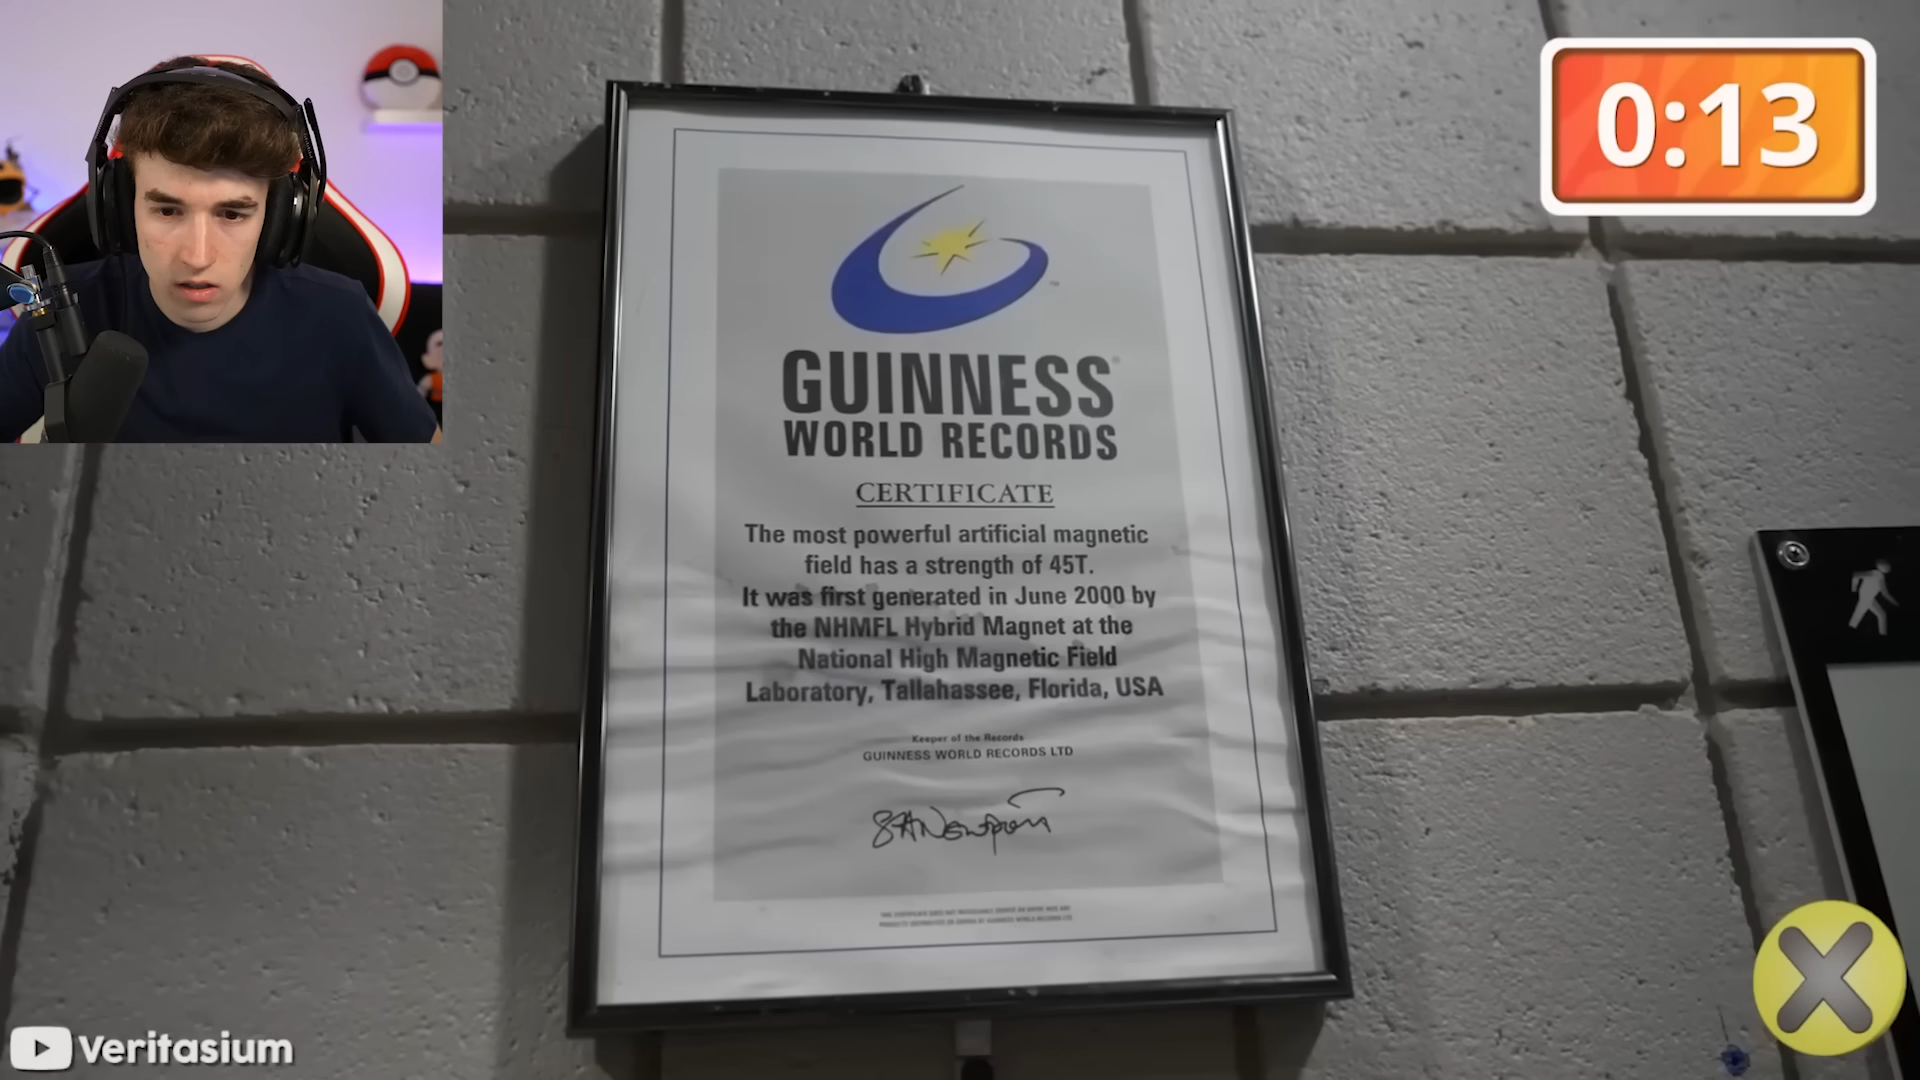 0:13
GUINNESS
WORLD RECORDS
CERTIFICATE
The most powerful artificial magnetic
field has a strength of 45T.
It was first generated in June 2000 by
the NHMFL Hybrid Magnet at the
National High Magnetic Field
Laboratory, Tallahassee, Florida, USA
Keeper of the Records
GUINNESS WORLD RECORDS LTD
Veritasium